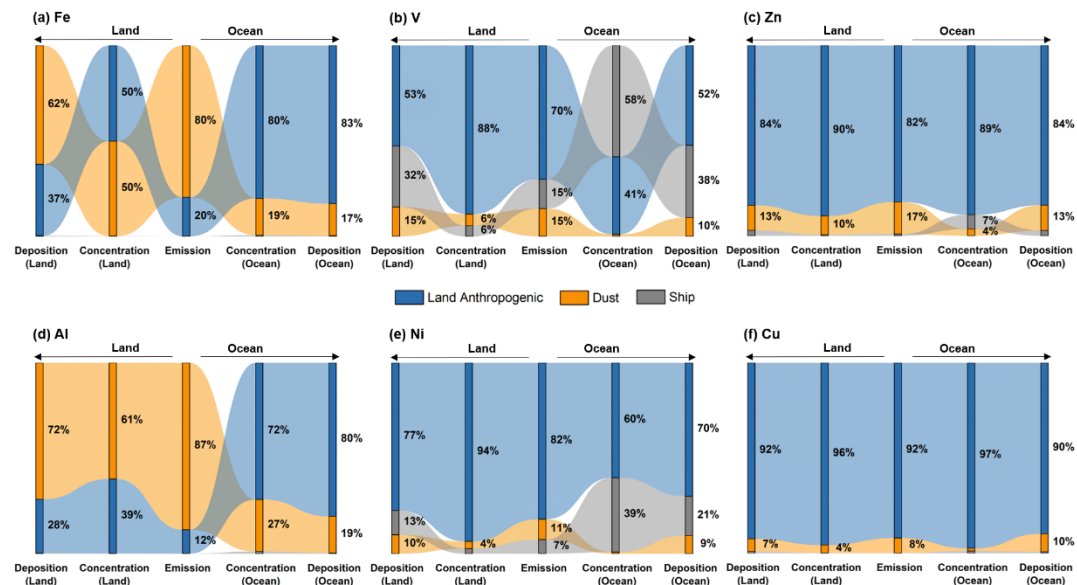 (a) Fe
Land Ocean
62% 50% 80% 80% 83%
37% 50% 20% 19% 17%
Deposition (Land)
Concentration (Land)
Emission
Concentration (Ocean)
Deposition (Ocean)
(b) V
Land Ocean
53% 88% 70% 58% 52%
32% 6% 15% 41% 38%
15% 6% 15% 10%
Deposition (Land)
Concentration (Land)
Emission
Concentration (Ocean)
Deposition (Ocean)
(c) Zn
Land Ocean
84% 90% 82% 89% 84%
13% 10% 17% 7% 13%
4%
Deposition (Land)
Concentration (Land)
Emission
Concentration (Ocean)
Deposition (Ocean)
Land Anthropogenic Dust Ship
(d) Al
Land Ocean
72% 61% 87% 72% 80%
28% 39% 12% 27% 19%
Deposition (Land)
Concentration (Land)
Emission
Concentration (Ocean)
Deposition (Ocean)
(e) Ni
Land Ocean
77% 94% 82% 60% 70%
13% 4% 11% 39% 21%
10% 7% 9%
Deposition (Land)
Concentration (Land)
Emission
Concentration (Ocean)
Deposition (Ocean)
(f) Cu
Land Ocean
92% 96% 92% 97% 90%
7% 4% 8% 10%
Deposition (Land)
Concentration (Land)
Emission
Concentration (Ocean)
Deposition (Ocean)